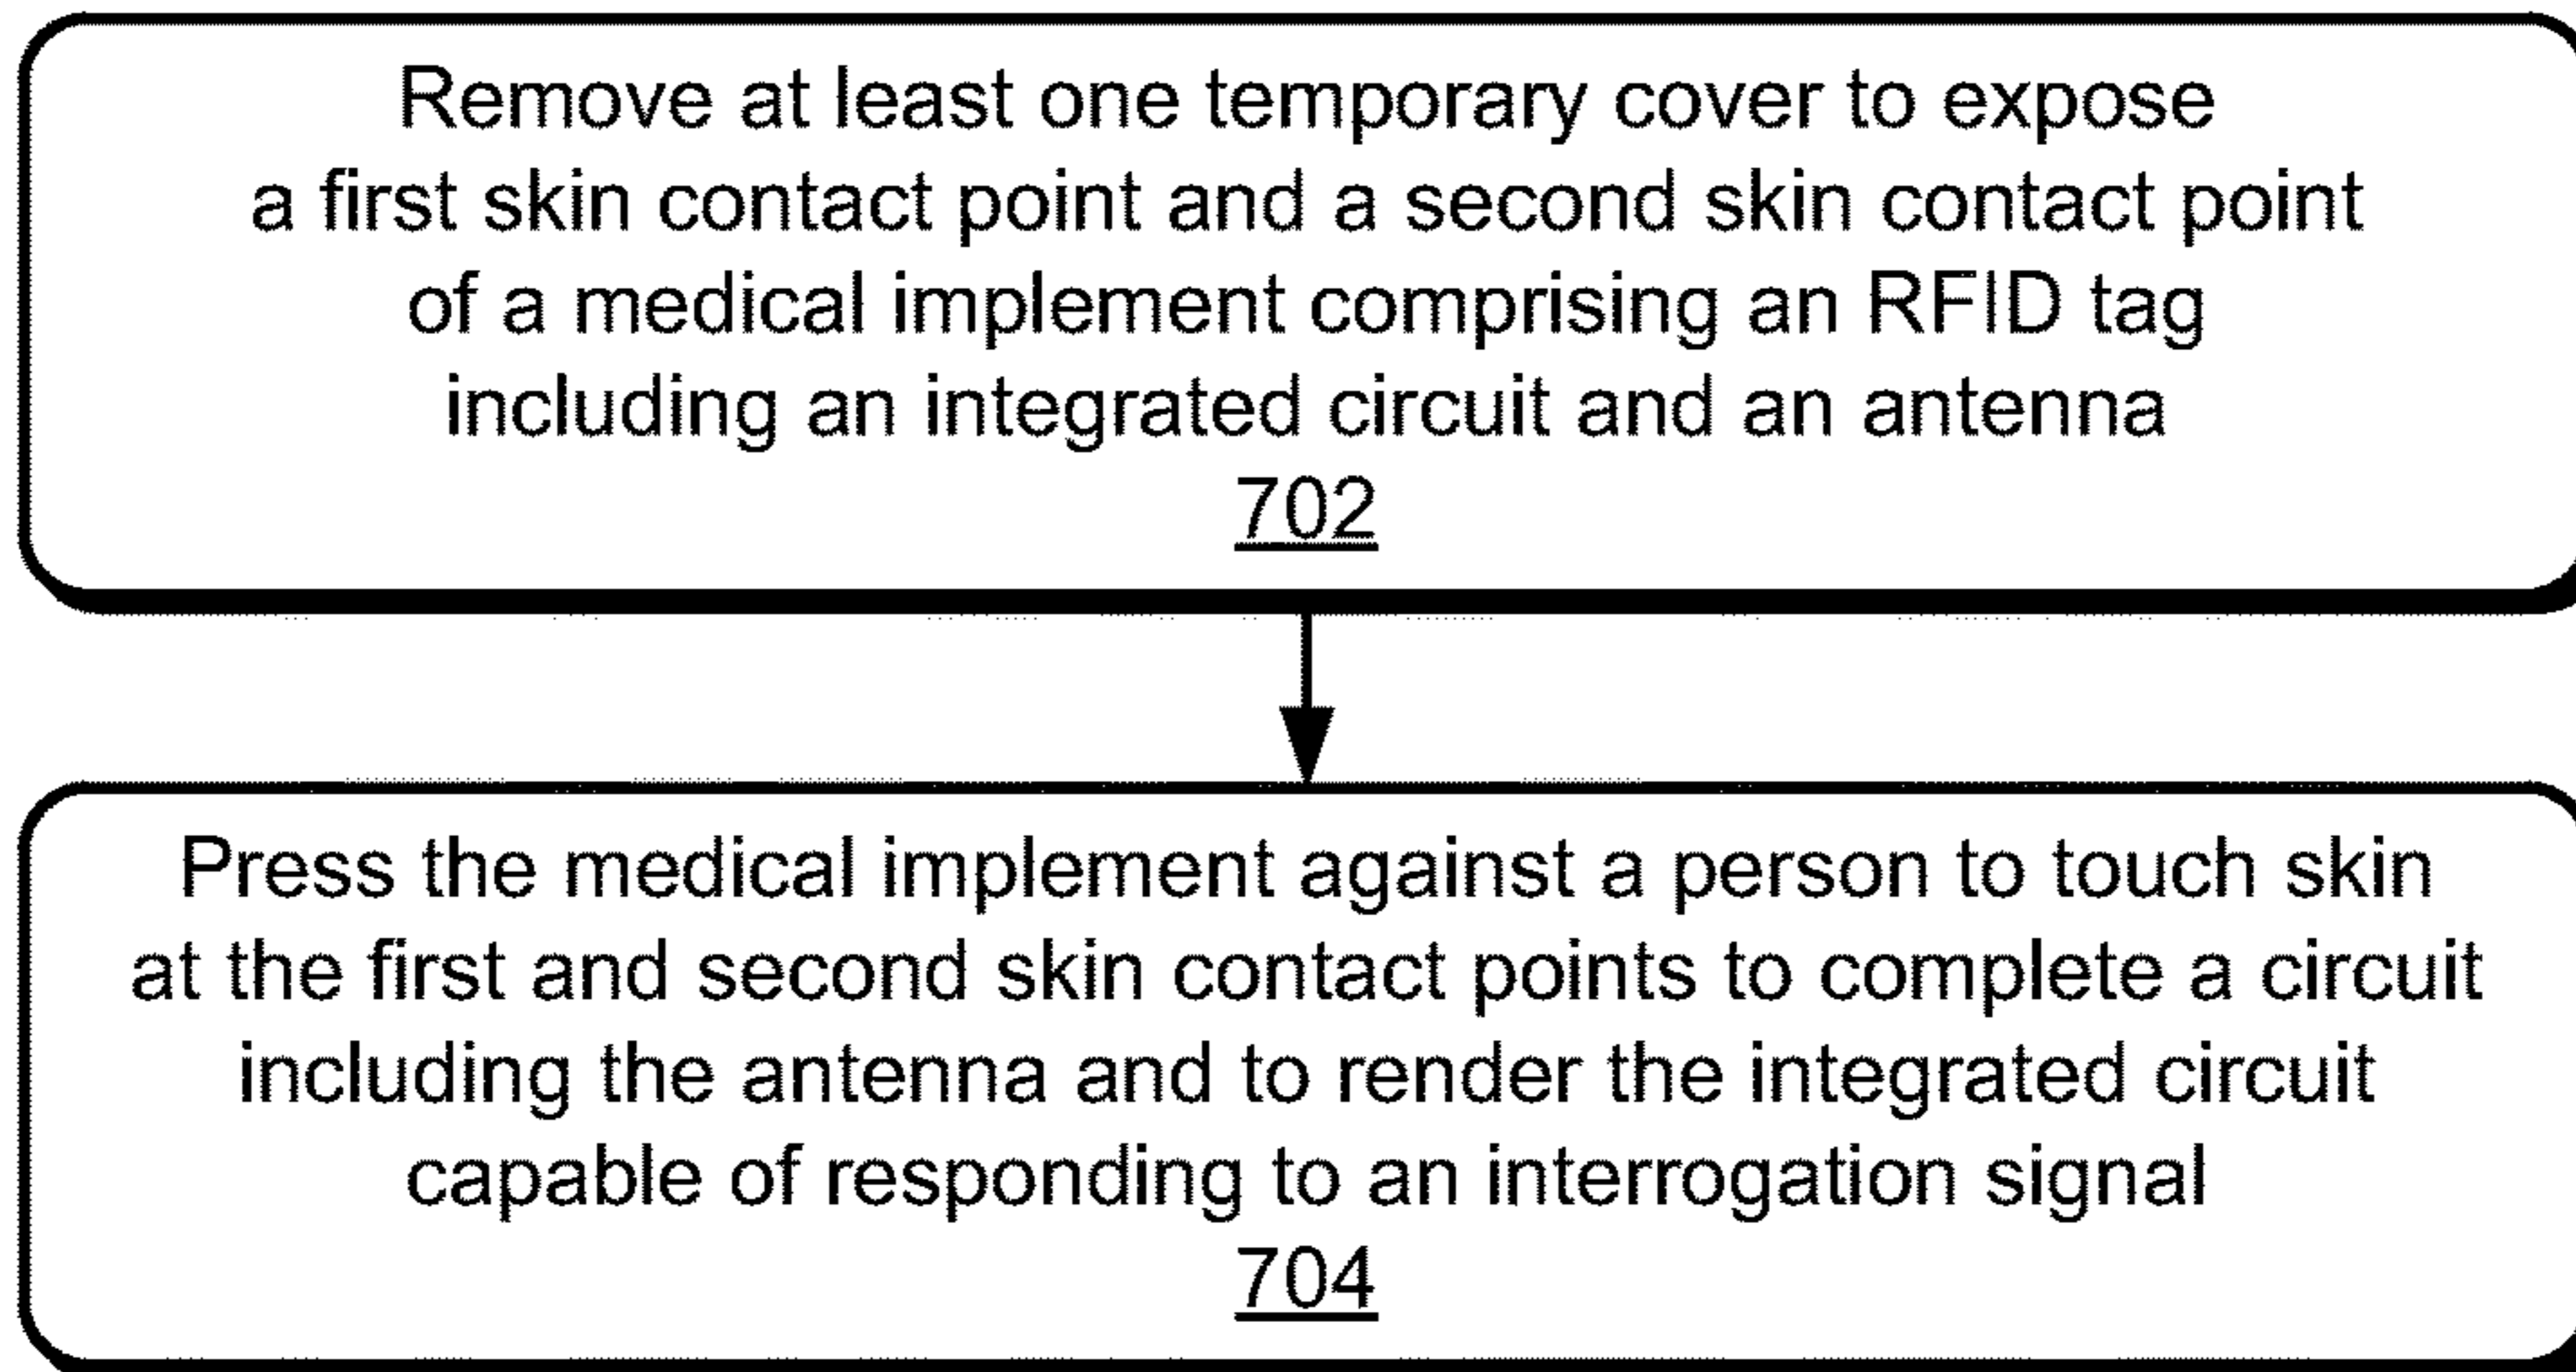 Remove at least one temporary cover to expose
a first skin contact point and a second skin contact point
of a medical implement comprising an RFID tag
including an integrated circuit and an antenna
702
Press the medical implement against a person to touch skin
at the first and second skin contact points to complete a circuit
including the antenna and to render the integrated circuit
capable of responding to an interrogation signal
704